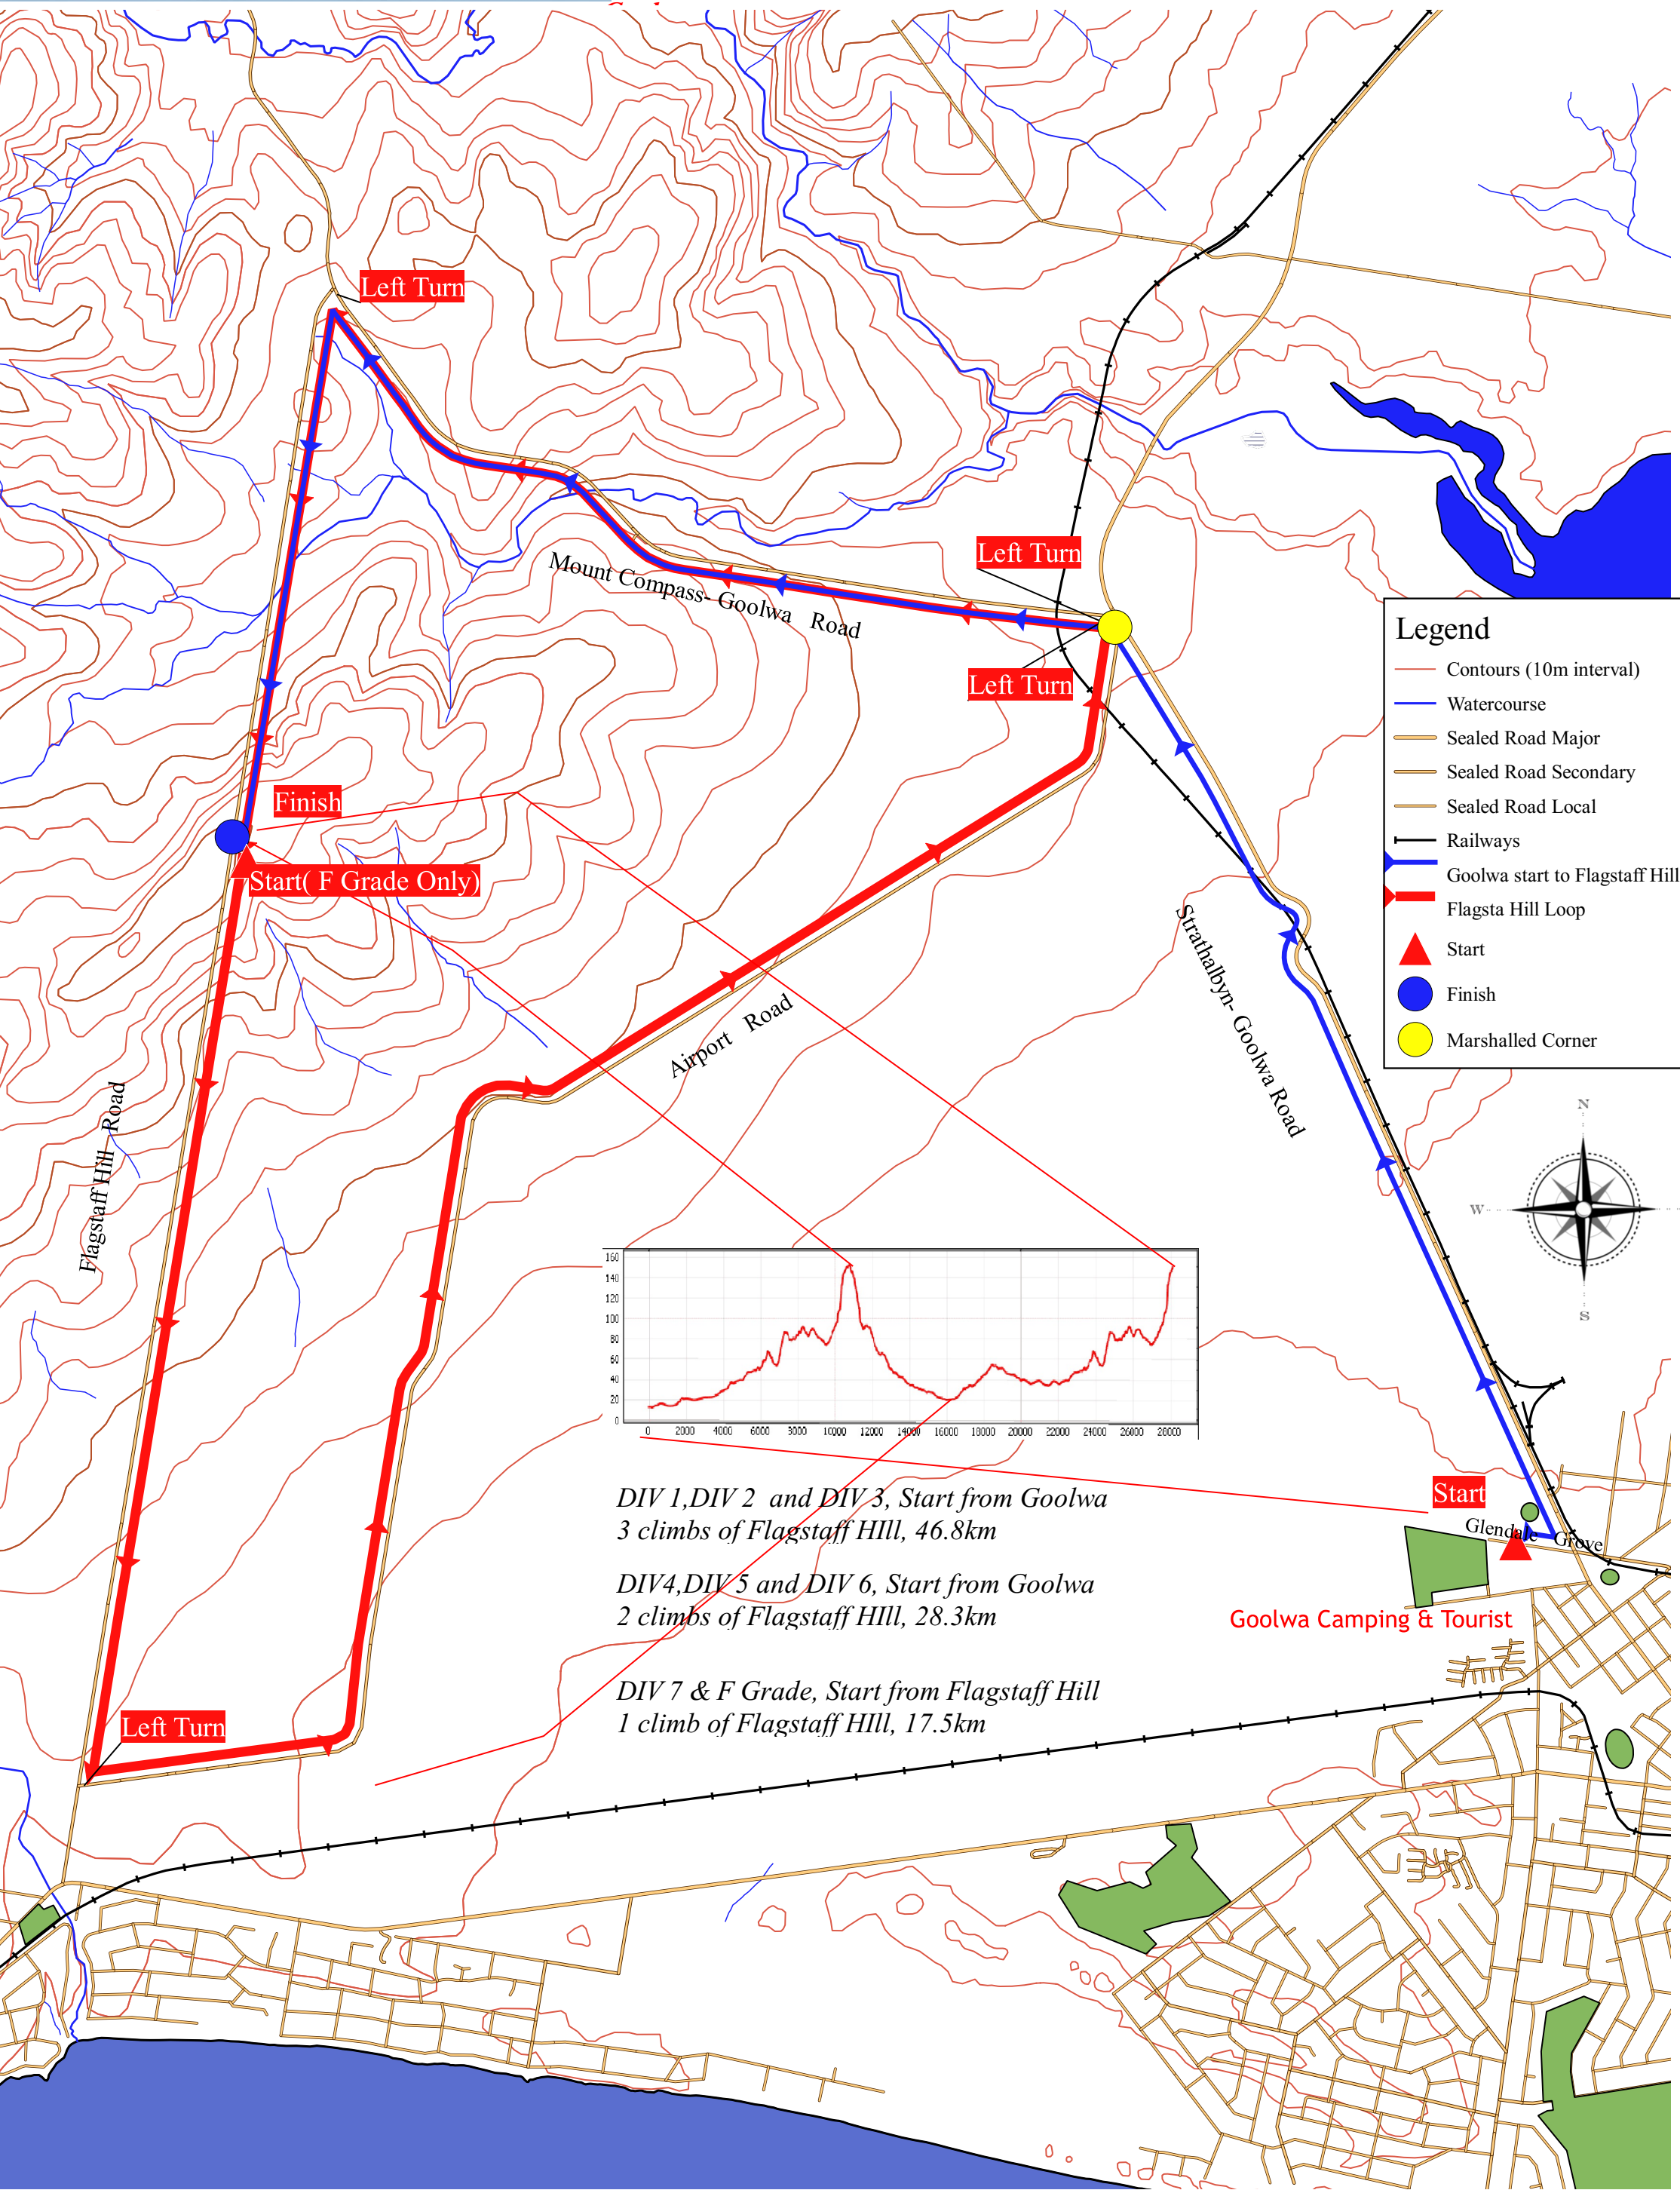 Left Turn
Left Turn
Mount Compass- Goolwa Road
Left Turn
Legend
Contours (10m interval)
Watercourse
Sealed Road Major
Sealed Road Secondary
Sealed Road Local
Railways
Goolwa start to Flagstaff Hill
Flagsta Hill Loop
Start
Finish
Marshalled Corner
Finish
Start( F Grade Only)
Strathalbyn- Goolwa Road
Airport Road
Flagstaff Hill Road
N
W
S
160
140
120
100
80
60
40
20
0
0 2000 4000 6000 8000 10000 12000 14000 16000 18000 20000 22000 24000 26000 28000
DIV 1,DIV 2 and DIV 3, Start from Goolwa
3 climbs of Flagstaff HIll, 46.8km
DIV4,DIV 5 and DIV 6, Start from Goolwa
2 climbs of Flagstaff HIll, 28.3km
DIV 7 & F Grade, Start from Flagstaff Hill
1 climb of Flagstaff HIll, 17.5km
Start
Glendale Grove
Goolwa Camping & Tourist
Left Turn